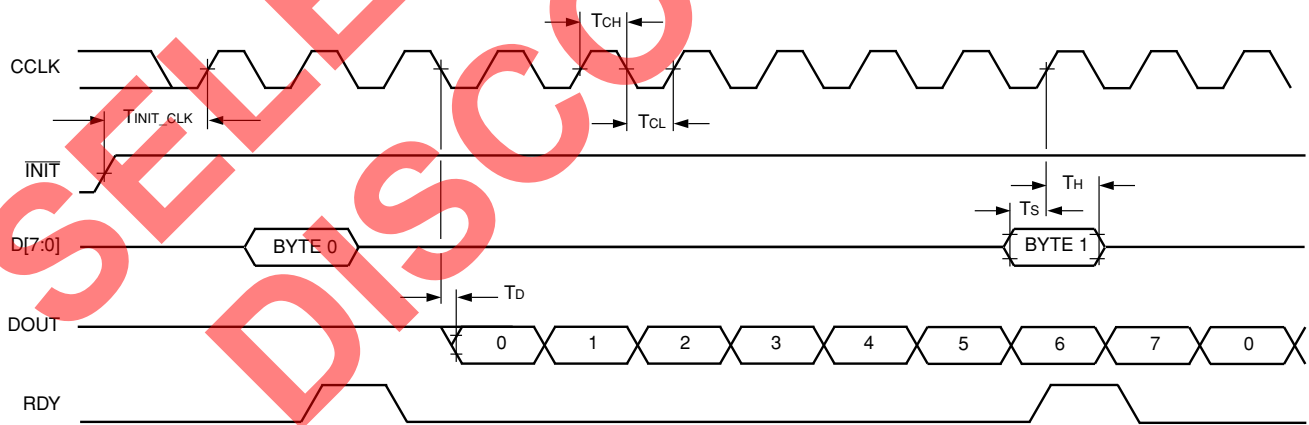 TCH
CCLK
TINIT_CLK
TCL
INIT
TH
TS
D[7:0]
BYTE 0
BYTE 1
TD
DOUT
0 1 2 3 4 5 6 7 0
RDY
SELE
DISCO